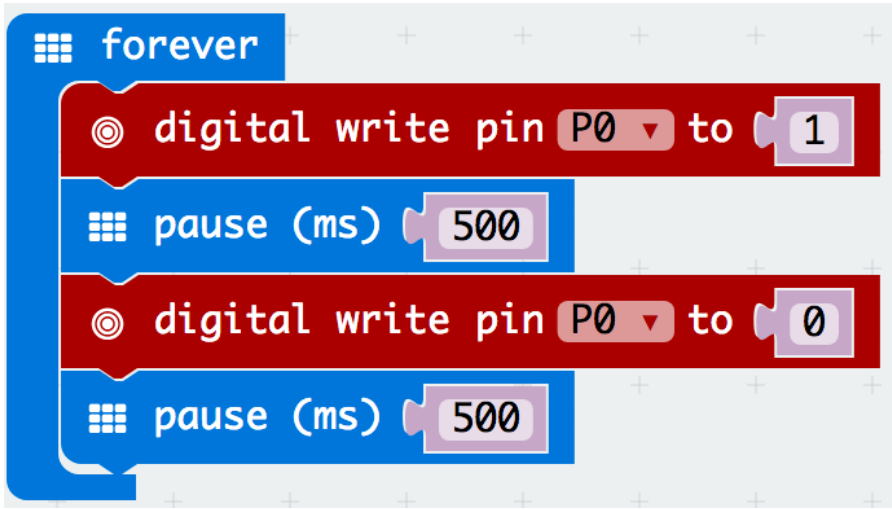 forever
digital write pin P0 to 1
pause (ms) 500
digital write pin P0 to 0
pause (ms) 500